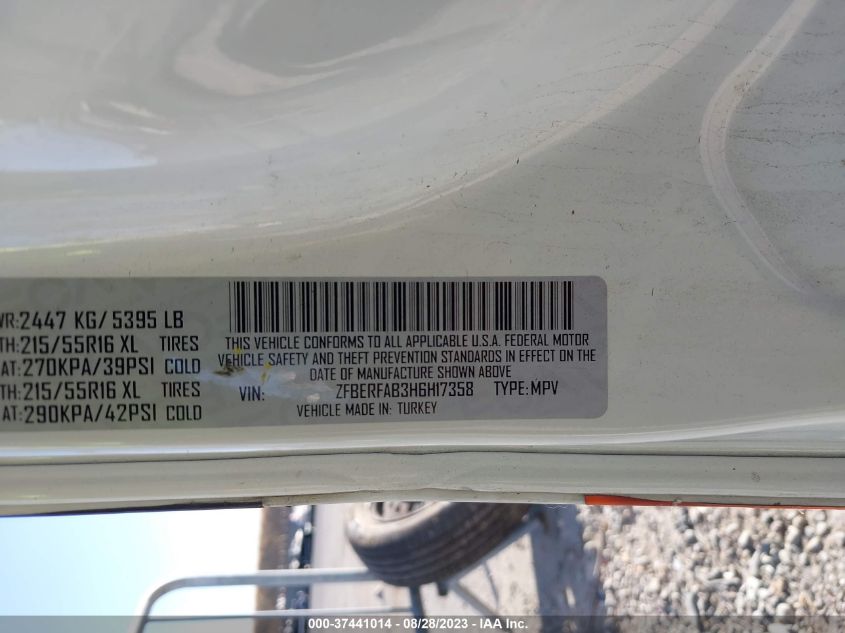 WR:2447 KG/ 5395 LB
TH:215/55R16 XL TIRES
AT:270KPA/39PSI COLD
TH:215/55R16 XL TIRES
AT:290KPA/42PSI COLD
THIS VEHICLE CONFORMS TO ALL APPLICABLE U.S.A. FEDERAL MOTOR
VEHICLE SAFETY AND THEFT PREVENTION STANDARDS IN EFFECT ON THE
DATE OF MANUFACTURE SHOWN ABOVE
VIN: ZFBERFAB3H6H17358 TYPE: MPV
VEHICLE MADE IN: TURKEY
000-37441014 — 08/28/2023 — IAA Inc.